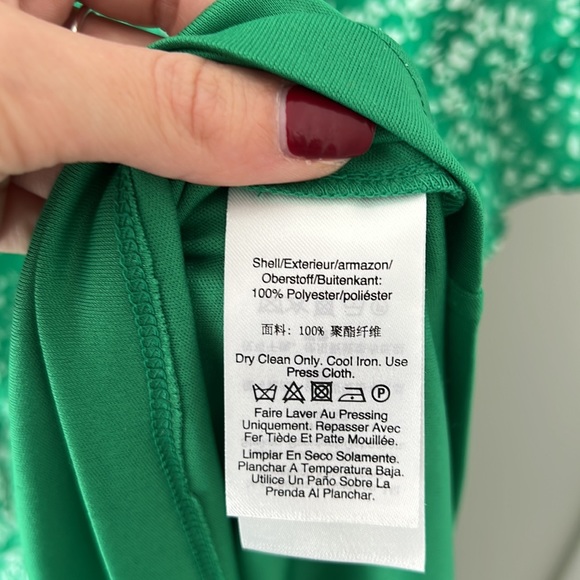 Shell/Exterieur/armazon/
Oberstoff/Buitenkant:
100% Polyester/poliéster
面料: 100% 聚酯纤维
Dry Clean Only. Cool Iron. Use
Press Cloth.
Faire Laver Au Pressing
Uniquement. Repasser Avec
Fer Tiède Et Patte Mouillée.
Limpiar En Seco Solamente.
Planchar A Temperatura Baja.
Utilice Un Paño Sobre La
Prenda Al Planchar.